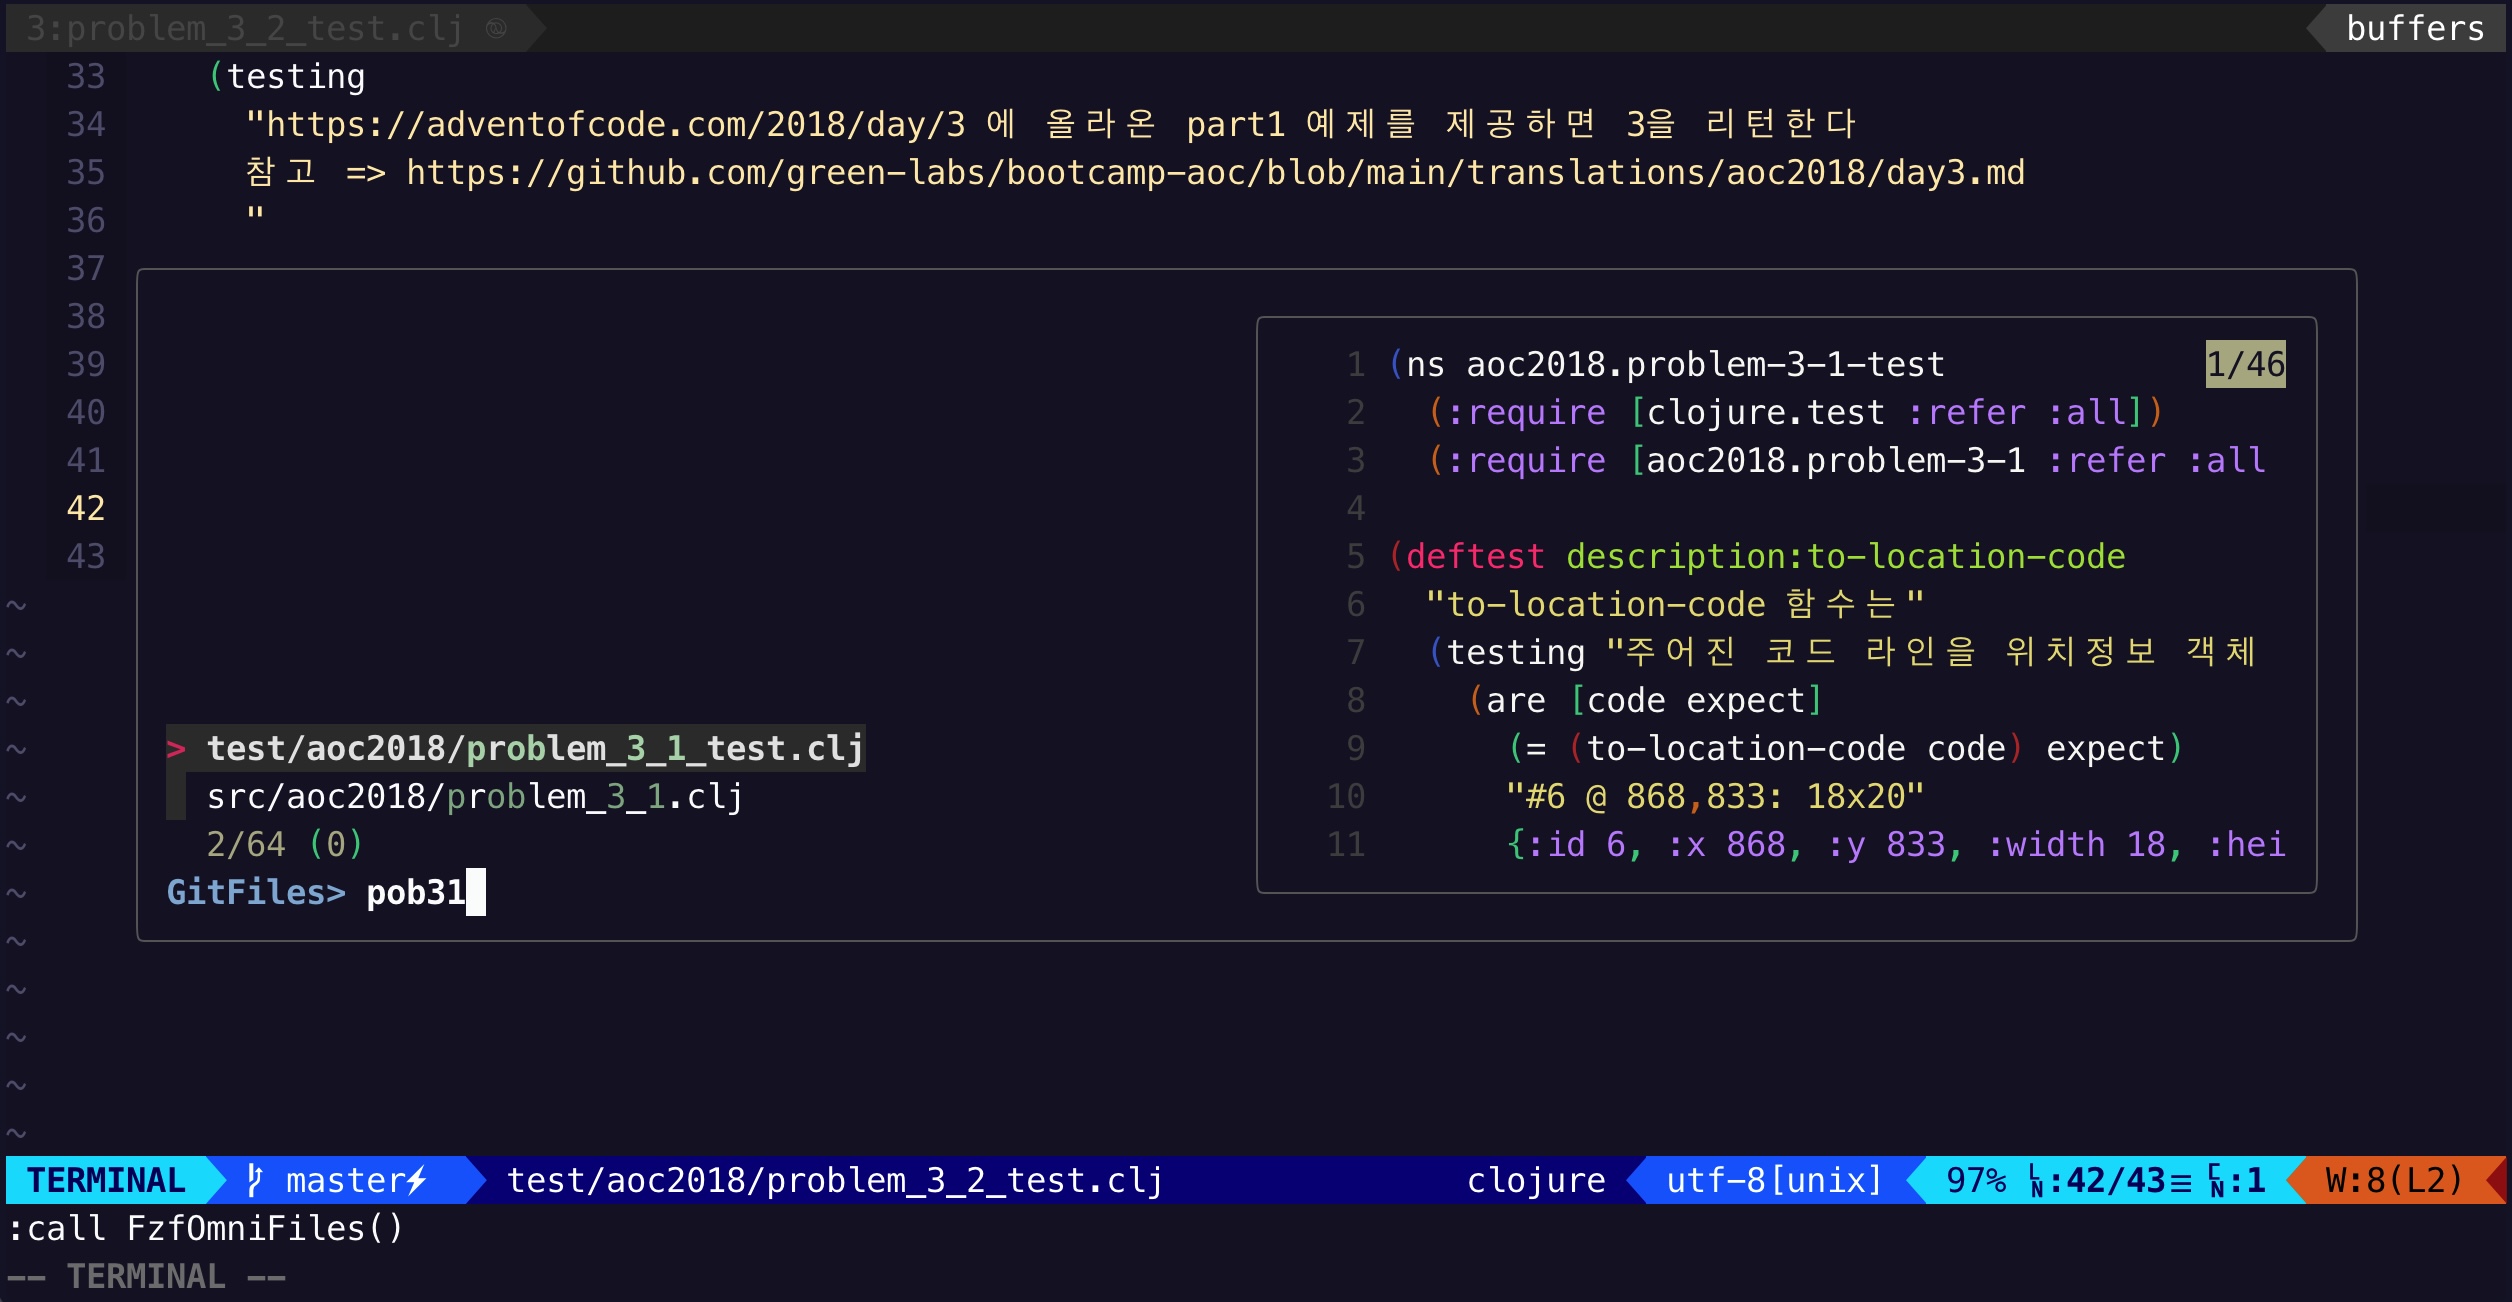 3:problem_3_2_test.clj buffers
33 (testing
34 "https://adventofcode.com/2018/day/3 에 올라온 part1 예제를 제공하면 3을 리턴한다
35 참고 => https://github.com/green-labs/bootcamp-aoc/blob/main/translations/aoc2018/day3.md
36 "
37
38
39
40
41
42
43
1 (ns aoc2018.problem-3-1-test 1/46
2 (:require [clojure.test :refer :all])
3 (:require [aoc2018.problem-3-1 :refer :all
4
5 (deftest description:to-location-code
6 "to-location-code 함수는"
7 (testing "주어진 코드 라인을 위치정보 객체
8 (are [code expect]
9 (= (to-location-code code) expect)
10 "#6 @ 868,833: 18x20"
11 {:id 6, :x 868, :y 833, :width 18, :hei
> test/aoc2018/problem_3_1_test.clj
src/aoc2018/problem_3_1.clj
2/64 (0)
GitFiles> pob31
~
~
~
~
~
~
~
~
~
~
~
~
TERMINAL master⚡ test/aoc2018/problem_3_2_test.clj clojure utf-8[unix] 97% LN:42/43≡ CN:1 W:8(L2)
:call FzfOmniFiles()
-- TERMINAL --